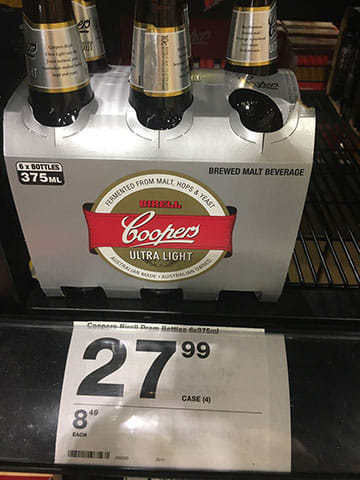 Coopers
6 x BOTTLES
375ML
BREWED MALT BEVERAGE
FERMENTED FROM MALT, HOPS & YEAST
BIRELL
Coopers
ULTRA LIGHT
AUSTRALIAN MADE • AUSTRALIAN OWNED
Coopers Birell Prem Bottles 6x375ml
27 99
CASE (4)
8 49
EACH